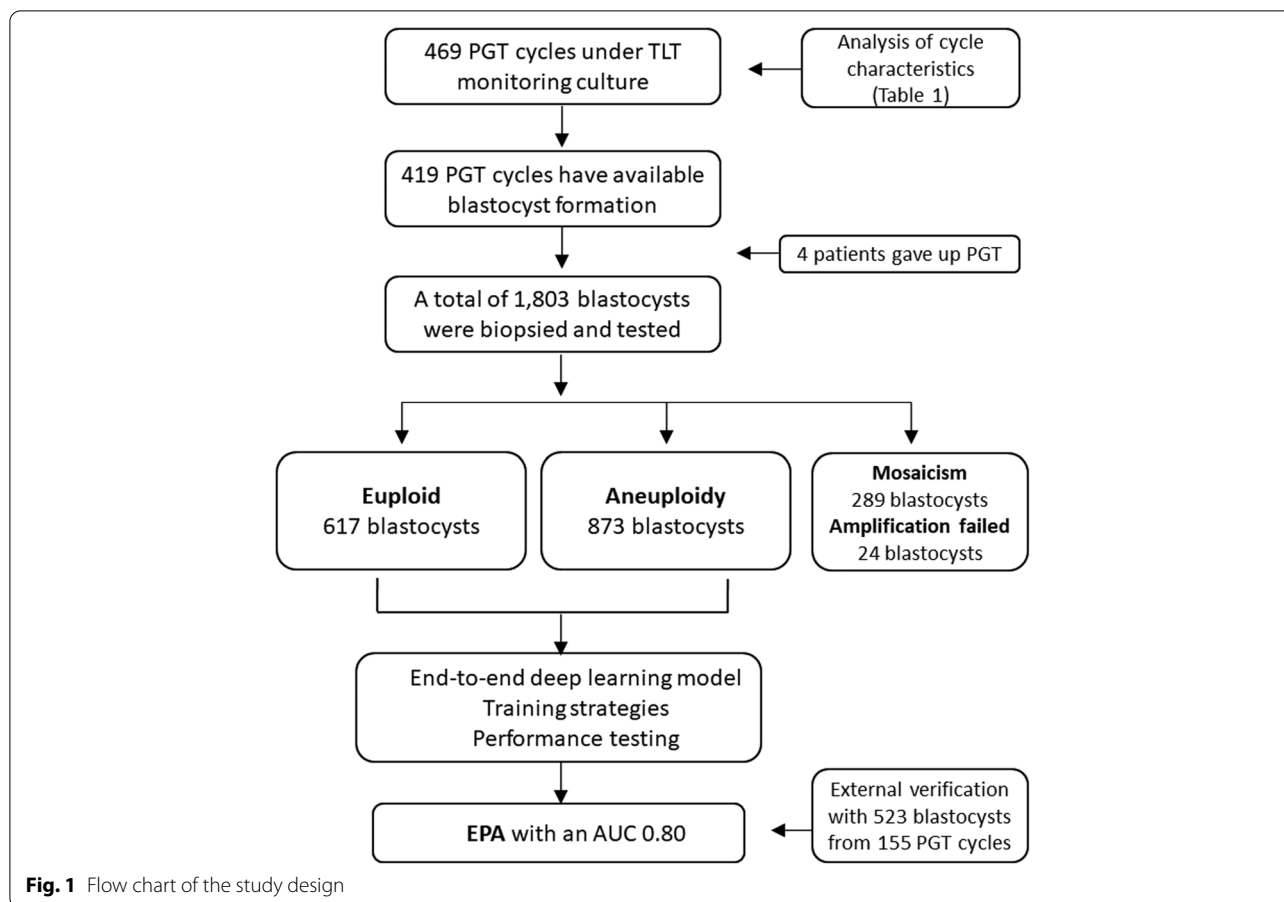 469 PGT cycles under TLT
monitoring culture
Analysis of cycle
characteristics
(Table 1)
419 PGT cycles have available
blastocyst formation
4 patients gave up PGT
A total of 1,803 blastocysts
were biopsied and tested
Euploid
617 blastocysts
Aneuploidy
873 blastocysts
Mosaicism
289 blastocysts
Amplification failed
24 blastocysts
End-to-end deep learning model
Training strategies
Performance testing
EPA with an AUC 0.80
External verification
with 523 blastocysts
from 155 PGT cycles
Fig. 1 Flow chart of the study design